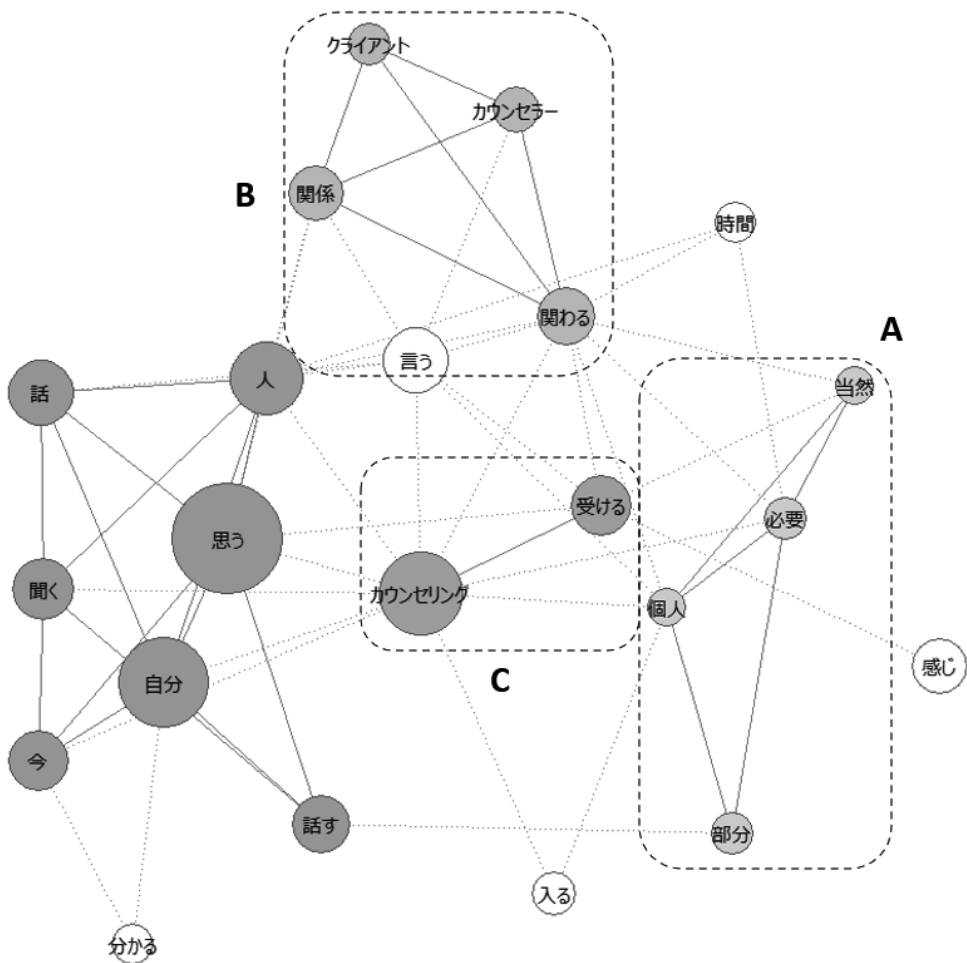 クライアント
カウンセラー
B
関係
時間
関わる
A
言う
人
話
当然
受ける
必要
思う
聞く
カウンセリング
個人
感じ
C
自分
今
話す
部分
入る
分かる